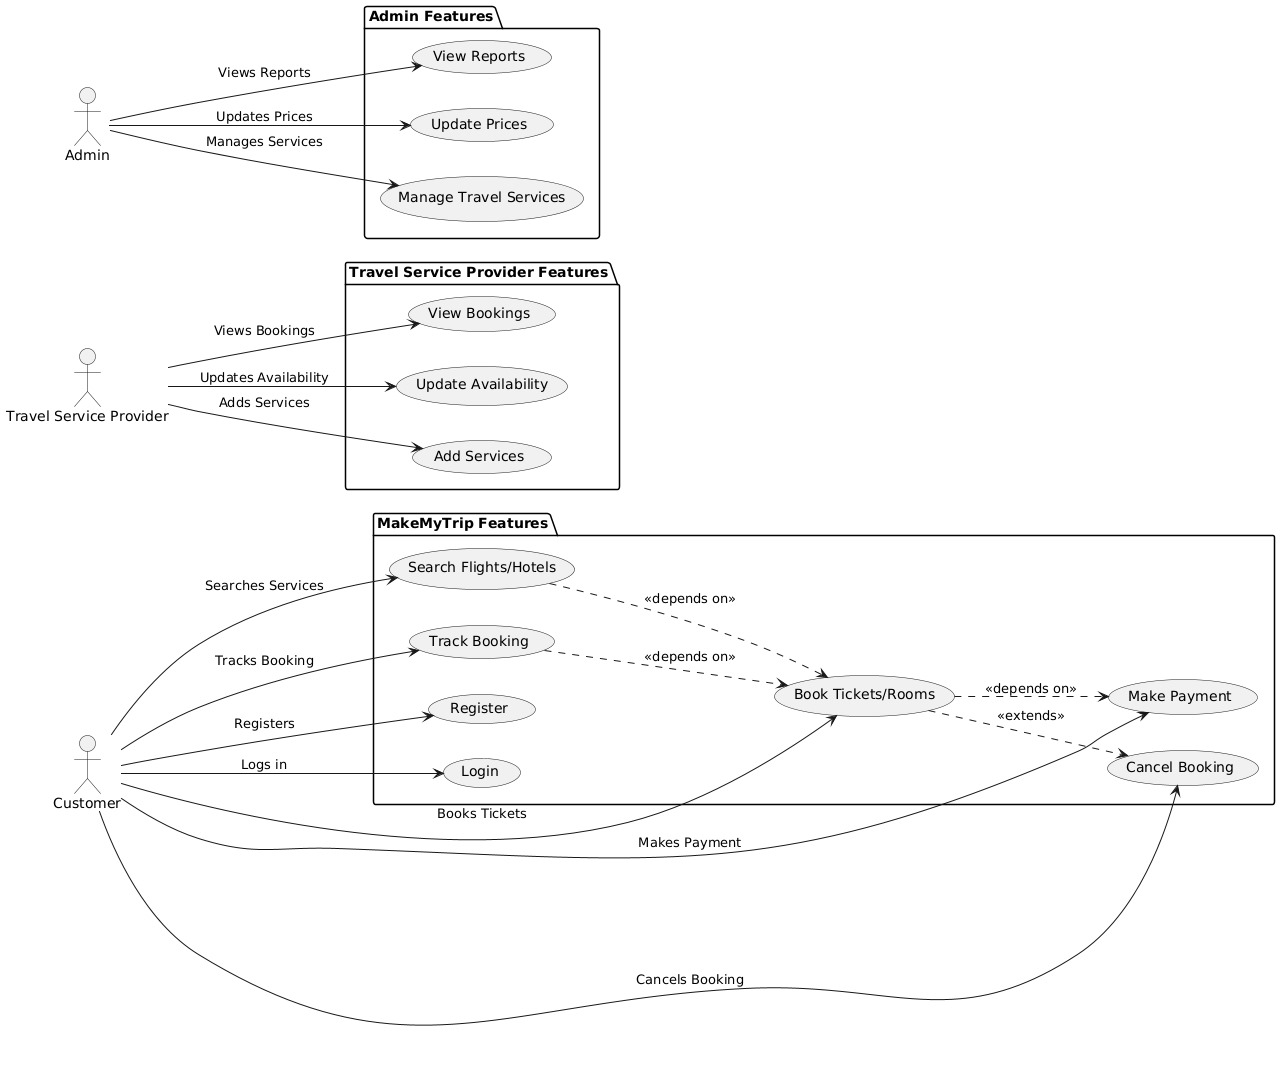 Admin Features
View Reports
Views Reports
Updates Prices
Update Prices
Manages Services
Admin
Manage Travel Services
Travel Service Provider Features
View Bookings
Views Bookings
Updates Availability
Update Availability
Adds Services
Travel Service Provider
Add Services
MakeMyTrip Features
Search Flights/Hotels
Searches Services
«depends on»
Track Booking
Tracks Booking
«depends on»
Book Tickets/Rooms
«depends on»
Make Payment
Register
Registers
«extends»
Logs in
Login
Cancel Booking
Customer
Books Tickets
Makes Payment
Cancels Booking